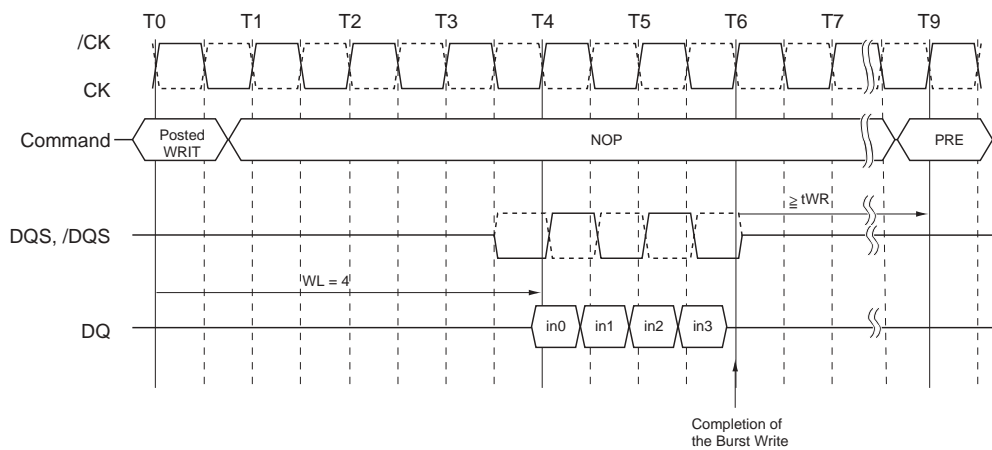 T0 T1 T2 T3 T4 T5 T6 T7 T9
/CK
CK
Command
Posted
WRIT
NOP
PRE
≧ tWR
DQS, /DQS
WL = 4
DQ
in0 in1 in2 in3
Completion of
the Burst Write